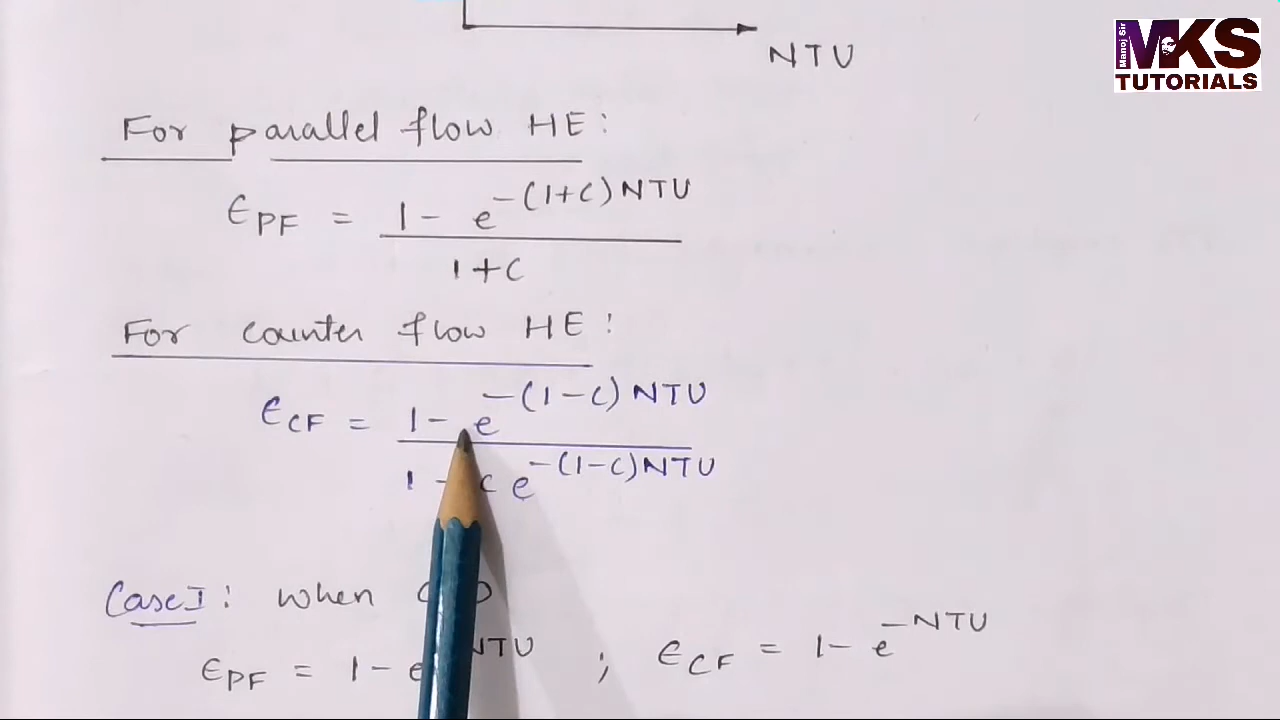 Manoj Sir
MKS
TUTORIALS
NTU
For parallel flow HE:
ϵPF = 1 - e^-(1+C)NTU / 1+C
For counter flow HE:
ϵCF = 1 - e^-(1-C)NTU / 1 - C e^-(1-C)NTU
Case I: when
ϵPF = 1 - e NTU ; ϵCF = 1 - e^-NTU